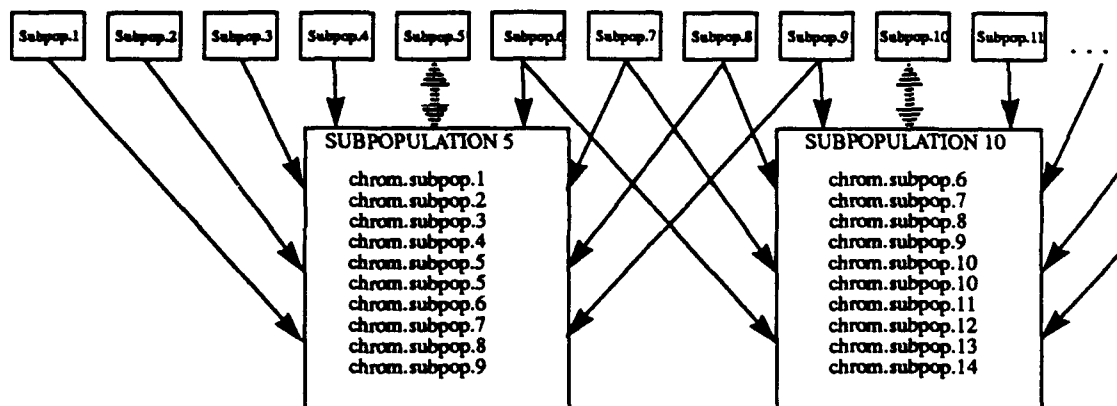 Subpop.1 Subpop.2 Subpop.3 Subpop.4 Subpop.5 Subpop.6 Subpop.7 Subpop.8 Subpop.9 Subpop.10 Subpop.11 . . .
SUBPOPULATION 5
chrom.subpop.1
chrom.subpop.2
chrom.subpop.3
chrom.subpop.4
chrom.subpop.5
chrom.subpop.5
chrom.subpop.6
chrom.subpop.7
chrom.subpop.8
chrom.subpop.9
SUBPOPULATION 10
chrom.subpop.6
chrom.subpop.7
chrom.subpop.8
chrom.subpop.9
chrom.subpop.10
chrom.subpop.10
chrom.subpop.11
chrom.subpop.12
chrom.subpop.13
chrom.subpop.14